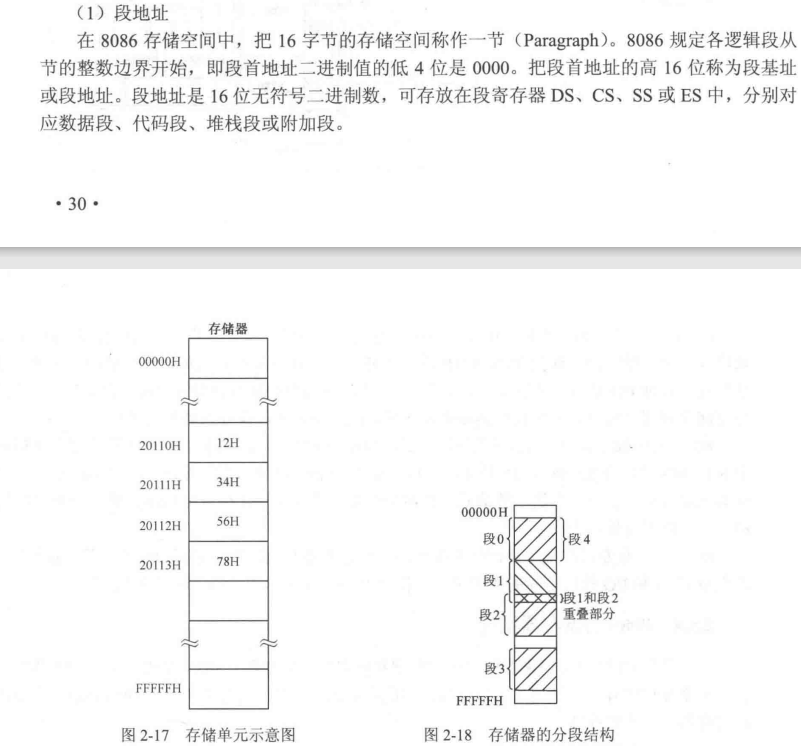 （1）段地址
在 8086 存储空间中，把 16 字节的存储空间称作一节（Paragraph）。8086 规定各逻辑段从
节的整数边界开始，即段首地址二进制值的低 4 位是 0000。把段首地址的高 16 位称为段基址
或段地址。段地址是 16 位无符号二进制数，可存放在段寄存器 DS、CS、SS 或 ES 中，分别对
应数据段、代码段、堆栈段或附加段。
• 30 •
存储器
00000H
20110H 12H
20111H 34H
20112H 56H
20113H 78H
FFFFFH
图 2-17 存储单元示意图
00000H
段0 段4
段1
段1和段2
段2 重叠部分
段3
FFFFFH
图 2-18 存储器的分段结构